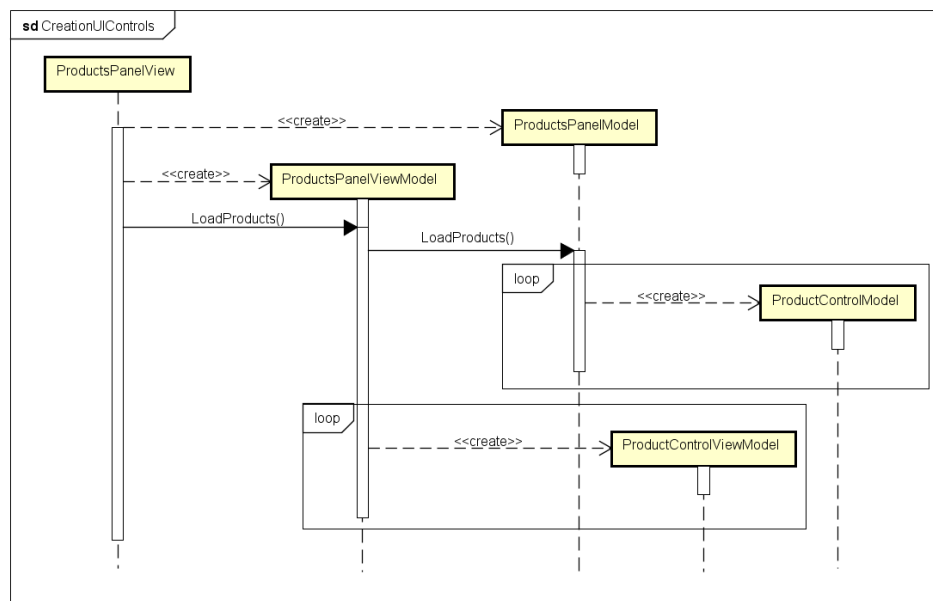 sd CreationUIControls
ProductsPanelView
<<create>>
ProductsPanelModel
<<create>>
ProductsPanelViewModel
LoadProducts()
LoadProducts()
loop
<<create>>
ProductControlModel
loop
<<create>>
ProductControlViewModel